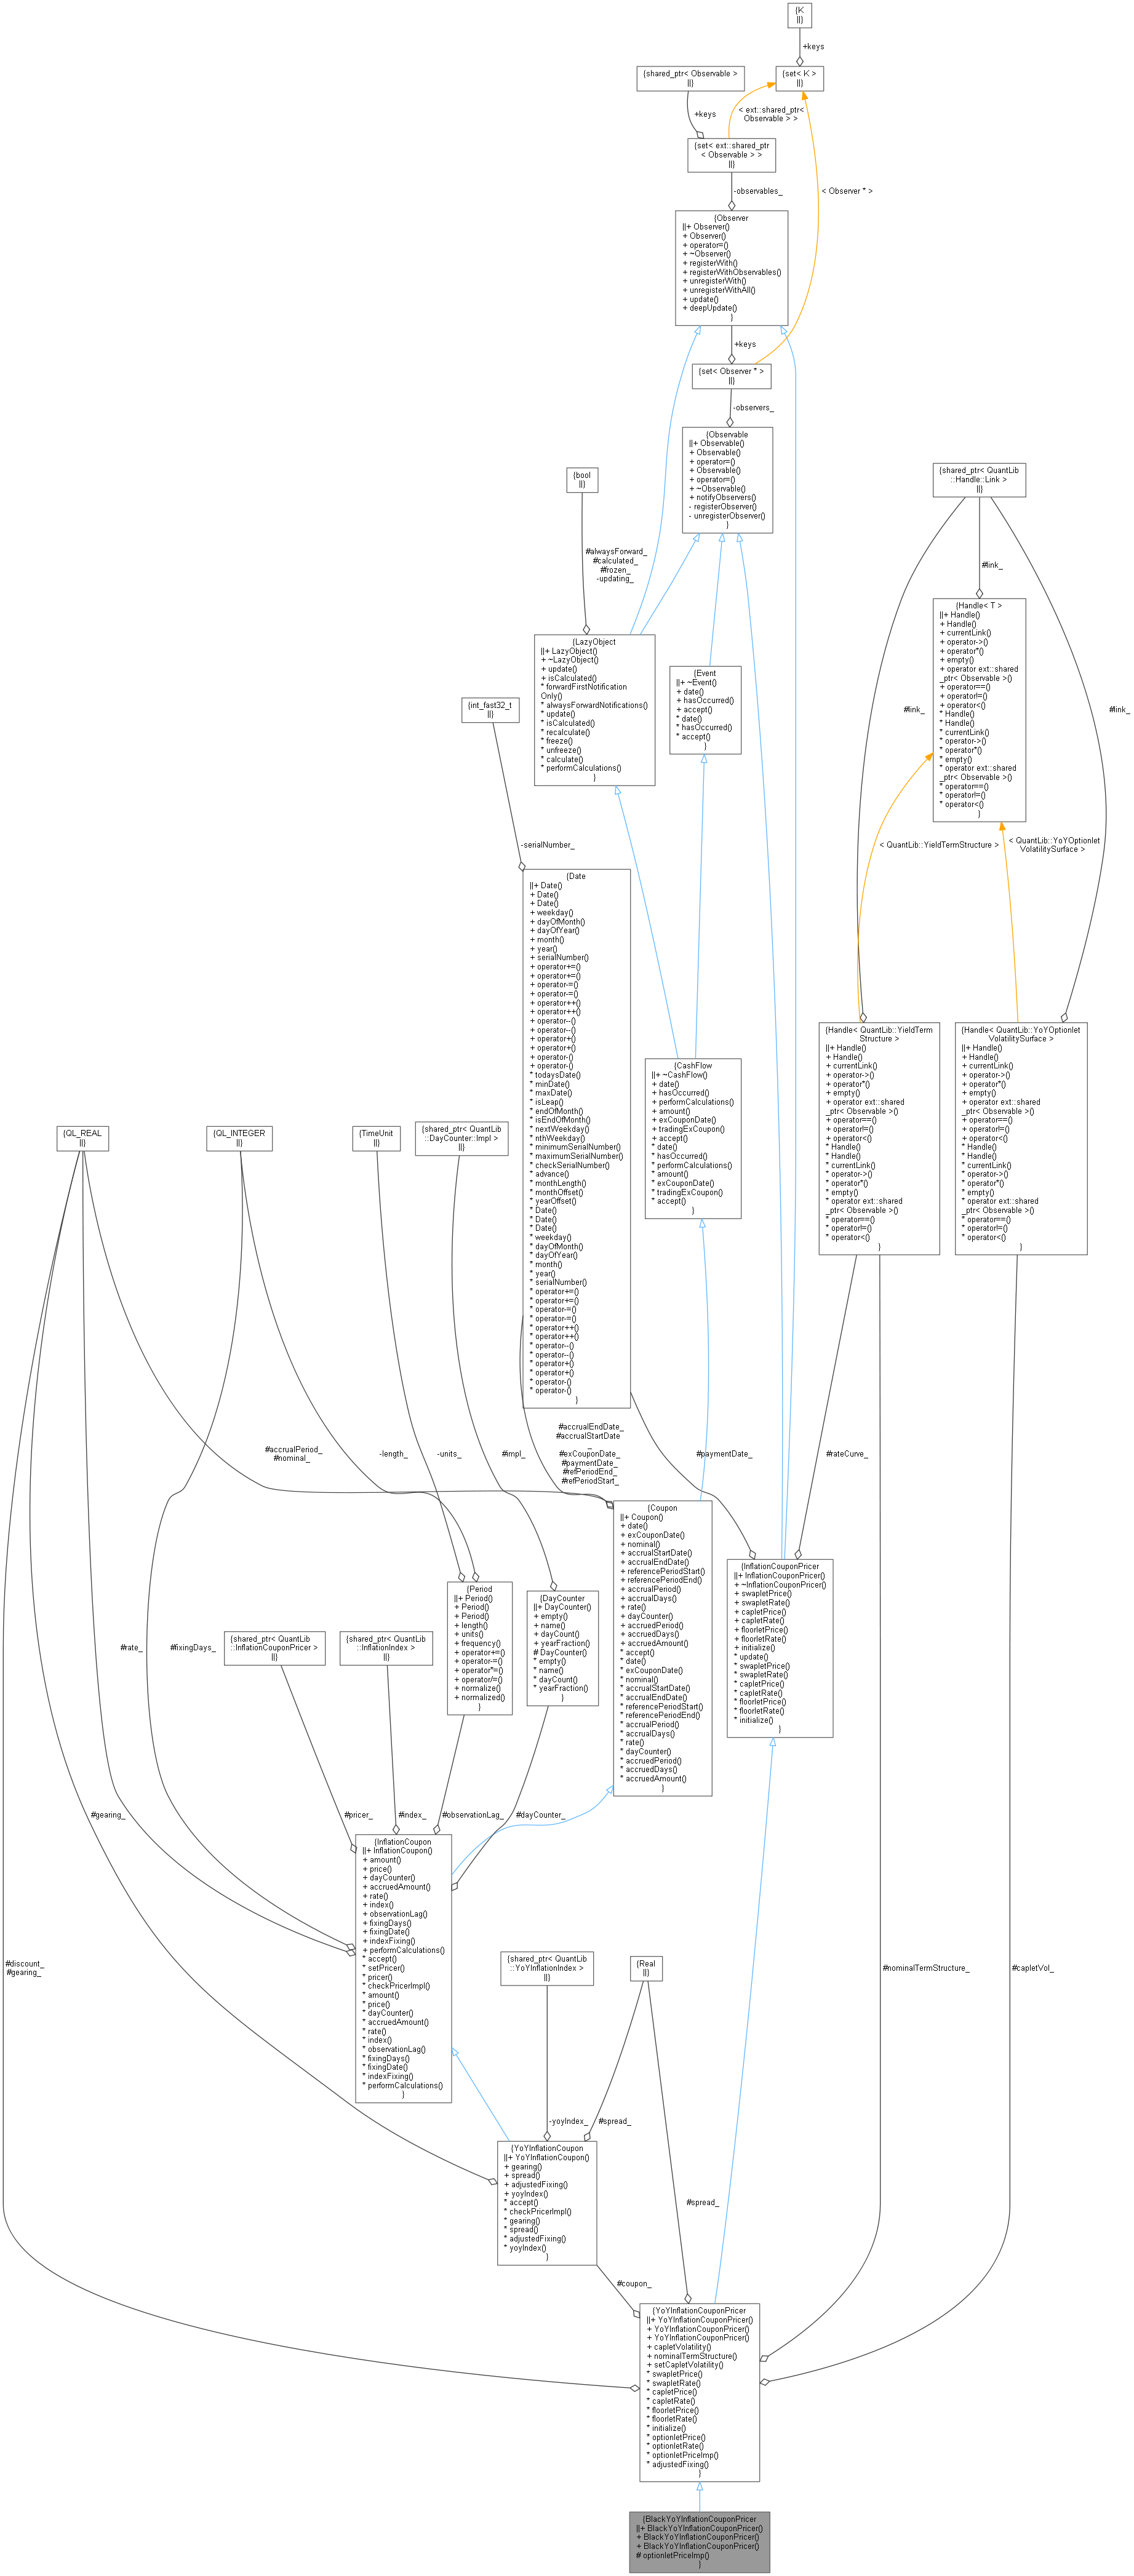 {K
||}
+keys
{shared_ptr< Observable >
||}
{set< K >
||}
+keys
< ext::shared_ptr<
Observable > >
{set< ext::shared_ptr
< Observable > >
||}
-observables_
< Observer * >
{Observer
||+ Observer()
+ Observer()
+ operator=()
+ ~Observer()
+ registerWith()
+ registerWithObservables()
+ unregisterWith()
+ unregisterWithAll()
+ update()
+ deepUpdate()
}
+keys
{set< Observer * >
||}
-observers_
{Observable
||+ Observable()
+ Observable()
+ operator=()
+ Observable()
+ operator=()
+ ~Observable()
+ notifyObservers()
- registerObserver()
- unregisterObserver()
}
{bool
||}
#alwaysForward_
#calculated_
#frozen_
-updating_
{shared_ptr< QuantLib
::Handle::Link >
||}
#link_
{Handle< T >
||+ Handle()
+ Handle()
+ currentLink()
+ operator->()
+ operator*()
+ empty()
+ operator ext::shared
_ptr< Observable >()
+ operator==()
+ operator!=()
+ operator<()
* Handle()
* Handle()
* currentLink()
* operator->()
* operator*()
* empty()
* operator ext::shared
_ptr< Observable >()
* operator==()
* operator!=()
* operator<()
}
#link_
#link_
{LazyObject
||+ LazyObject()
+ ~LazyObject()
+ update()
+ isCalculated()
* forwardFirstNotification
Only()
* alwaysForwardNotifications()
* update()
* isCalculated()
* recalculate()
* freeze()
* unfreeze()
* calculate()
* performCalculations()
}
{Event
||+ ~Event()
+ date()
+ hasOccurred()
+ accept()
* date()
* hasOccurred()
* accept()
}
{int_fast32_t
||}
-serialNumber_
< QuantLib::YieldTermStructure >
< QuantLib::YoYOptionlet
VolatilitySurface >
{Date
||+ Date()
+ Date()
+ Date()
+ weekday()
+ dayOfMonth()
+ dayOfYear()
+ month()
+ year()
+ serialNumber()
+ operator+=()
+ operator+=()
+ operator-=()
+ operator-=()
+ operator++()
+ operator++()
+ operator--()
+ operator--()
+ operator+()
+ operator+()
+ operator-()
+ operator-()
* todaysDate()
* minDate()
* maxDate()
* isLeap()
* endOfMonth()
* isEndOfMonth()
* nextWeekday()
* nthWeekday()
* minimumSerialNumber()
* maximumSerialNumber()
* checkSerialNumber()
* advance()
* monthLength()
* monthOffset()
* yearOffset()
* Date()
* Date()
* Date()
* weekday()
* dayOfMonth()
* dayOfYear()
* month()
* year()
* serialNumber()
* operator+=()
* operator+=()
* operator-=()
* operator-=()
* operator++()
* operator++()
* operator--()
* operator--()
* operator+()
* operator+()
* operator-()
* operator-()
}
{CashFlow
||+ ~CashFlow()
+ date()
+ hasOccurred()
+ performCalculations()
+ amount()
+ exCouponDate()
+ tradingExCoupon()
+ accept()
* date()
* hasOccurred()
* performCalculations()
* amount()
* exCouponDate()
* tradingExCoupon()
* accept()
}
{Handle< QuantLib::YieldTerm
Structure >
||+ Handle()
+ Handle()
+ currentLink()
+ operator->()
+ operator*()
+ empty()
+ operator ext::shared
_ptr< Observable >()
+ operator==()
+ operator!=()
+ operator<()
* Handle()
* Handle()
* currentLink()
* operator->()
* operator*()
* empty()
* operator ext::shared
_ptr< Observable >()
* operator==()
* operator!=()
* operator<()
}
{Handle< QuantLib::YoYOptionlet
VolatilitySurface >
||+ Handle()
+ Handle()
+ currentLink()
+ operator->()
+ operator*()
+ empty()
+ operator ext::shared
_ptr< Observable >()
+ operator==()
+ operator!=()
+ operator<()
* Handle()
* Handle()
* currentLink()
* operator->()
* operator*()
* empty()
* operator ext::shared
_ptr< Observable >()
* operator==()
* operator!=()
* operator<()
}
{QL_REAL
||}
{QL_INTEGER
||}
{TimeUnit
||}
{shared_ptr< QuantLib
::DayCounter::Impl >
||}
#accrualPeriod_
#nominal_
-length_
-units_
#impl_
#accrualEndDate_
#accrualStartDate
_
#exCouponDate_
#paymentDate_
#refPeriodEnd_
#refPeriodStart_
#paymentDate_
#rateCurve_
{Coupon
||+ Coupon()
+ date()
+ exCouponDate()
+ nominal()
+ accrualStartDate()
+ accrualEndDate()
+ referencePeriodStart()
+ referencePeriodEnd()
+ accrualPeriod()
+ accrualDays()
+ rate()
+ dayCounter()
+ accruedPeriod()
+ accruedDays()
+ accruedAmount()
* accept()
* date()
* exCouponDate()
* nominal()
* accrualStartDate()
* accrualEndDate()
* referencePeriodStart()
* referencePeriodEnd()
* accrualPeriod()
* accrualDays()
* rate()
* dayCounter()
* accruedPeriod()
* accruedDays()
* accruedAmount()
}
{InflationCouponPricer
||+ InflationCouponPricer()
+ ~InflationCouponPricer()
+ swapletPrice()
+ swapletRate()
+ capletPrice()
+ capletRate()
+ floorletPrice()
+ floorletRate()
+ initialize()
* update()
* swapletPrice()
* swapletRate()
* capletPrice()
* capletRate()
* floorletPrice()
* floorletRate()
* initialize()
}
{Period
||+ Period()
+ Period()
+ Period()
+ length()
+ units()
+ frequency()
+ operator+=()
+ operator-=()
+ operator*=()
+ operator/=()
+ normalize()
+ normalized()
}
{DayCounter
||+ DayCounter()
+ empty()
+ name()
+ dayCount()
+ yearFraction()
# DayCounter()
* empty()
* name()
* dayCount()
* yearFraction()
}
#rate_
#fixingDays_
{shared_ptr< QuantLib
::InflationCouponPricer >
||}
{shared_ptr< QuantLib
::InflationIndex >
||}
#gearing_
#pricer_
#index_
#observationLag_
#dayCounter_
{InflationCoupon
||+ InflationCoupon()
+ amount()
+ price()
+ dayCounter()
+ accruedAmount()
+ rate()
+ index()
+ observationLag()
+ fixingDays()
+ fixingDate()
+ indexFixing()
+ performCalculations()
* accept()
* setPricer()
* pricer()
* checkPricerImpl()
* amount()
* price()
* dayCounter()
* accruedAmount()
* rate()
* index()
* observationLag()
* fixingDays()
* fixingDate()
* indexFixing()
* performCalculations()
}
#discount_
#gearing_
{shared_ptr< QuantLib
::YoYInflationIndex >
||}
{Real
||}
#nominalTermStructure_
#capletVol_
-yoyIndex_
#spread_
#spread_
{YoYInflationCoupon
||+ YoYInflationCoupon()
+ gearing()
+ spread()
+ adjustedFixing()
+ yoyIndex()
* accept()
* checkPricerImpl()
* gearing()
* spread()
* adjustedFixing()
* yoyIndex()
}
#coupon_
{YoYInflationCouponPricer
||+ YoYInflationCouponPricer()
+ YoYInflationCouponPricer()
+ YoYInflationCouponPricer()
+ capletVolatility()
+ nominalTermStructure()
+ setCapletVolatility()
* swapletPrice()
* swapletRate()
* capletPrice()
* capletRate()
* floorletPrice()
* floorletRate()
* initialize()
* optionletPrice()
* optionletRate()
* optionletPriceImp()
* adjustedFixing()
}
{BlackYoYInflationCouponPricer
||+ BlackYoYInflationCouponPricer()
+ BlackYoYInflationCouponPricer()
+ BlackYoYInflationCouponPricer()
# optionletPriceImp()
}